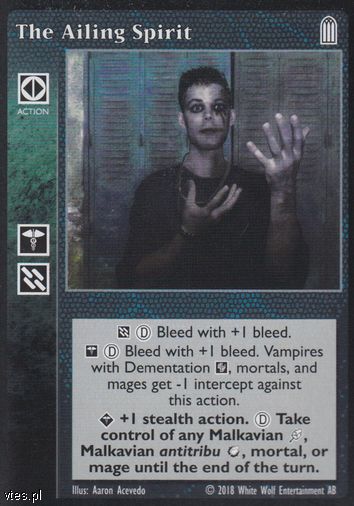 The Ailing Spirit
ACTION
D Bleed with +1 bleed.
D Bleed with +1 bleed. Vampires
with Dementation, mortals, and
mages get -1 intercept against
this action.
+1 stealth action. D Take
control of any Malkavian,
Malkavian antitribu, mortal, or
mage until the end of the turn.
Illus: Aaron Acevedo © 2018 White Wolf Entertainment AB
vtes.pl